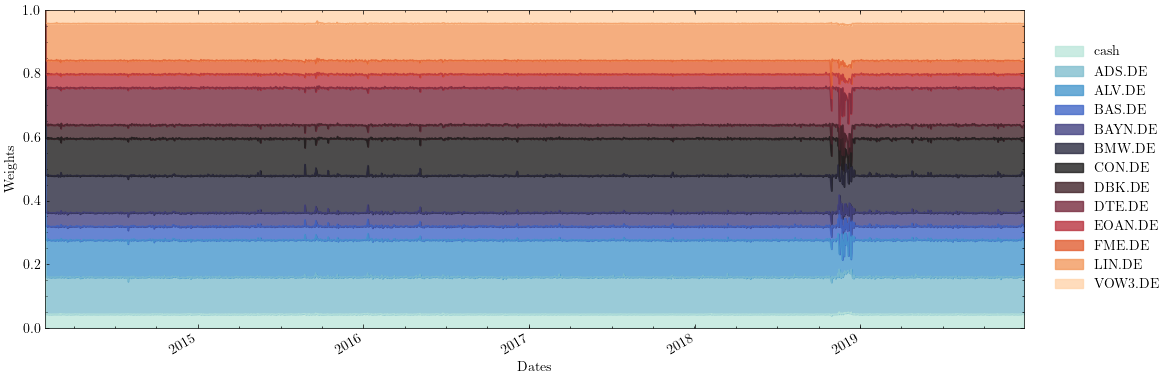 1.0
0.8
0.6
0.4
0.2
0.0
Weights
2015
2016
2017
2018
2019
Dates
cash
ADS.DE
ALV.DE
BAS.DE
BAYN.DE
BMW.DE
CON.DE
DBK.DE
DTE.DE
EOAN.DE
FME.DE
LIN.DE
VOW3.DE